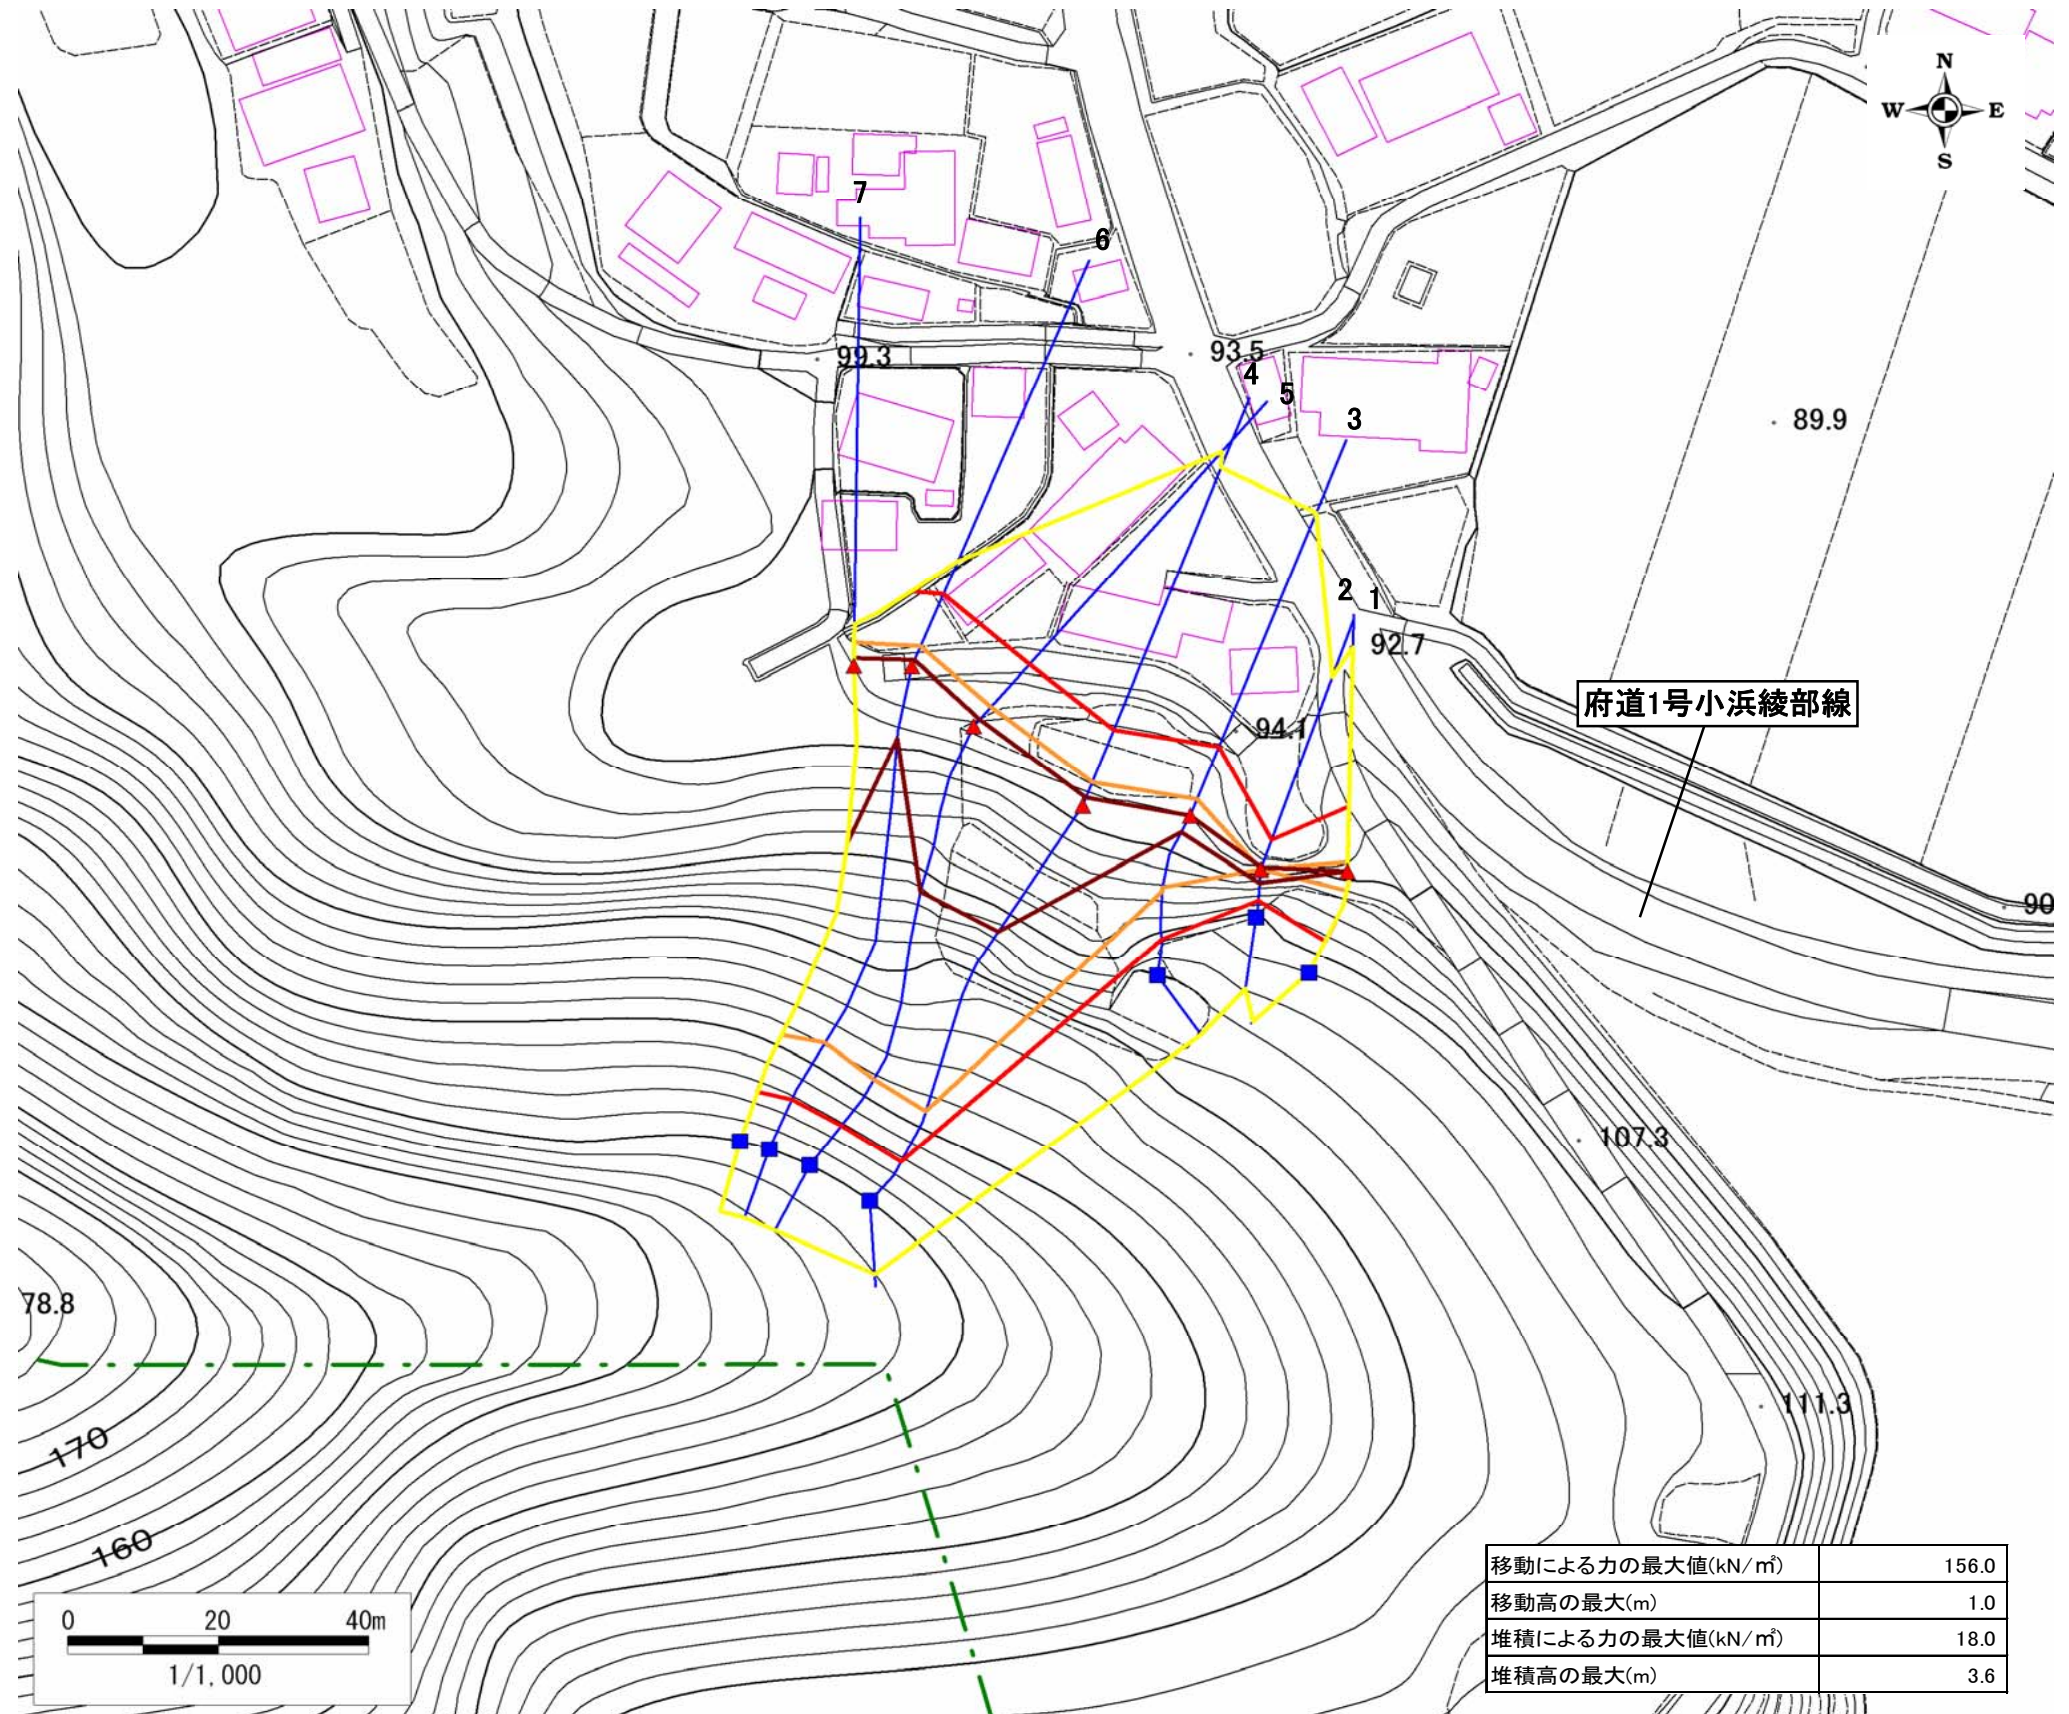 N
W E
S
7
6
99.3
93.5
4
5
3
89.9
2
1
92.7
府道1号小浜綾部線
94.1
90
107.3
78.8
111.3
170
160
移動による力の最大値(kN/㎡) 156.0
移動高の最大(m) 1.0
堆積による力の最大値(kN/㎡) 18.0
堆積高の最大(m) 3.6
0 20 40m
1/1,000